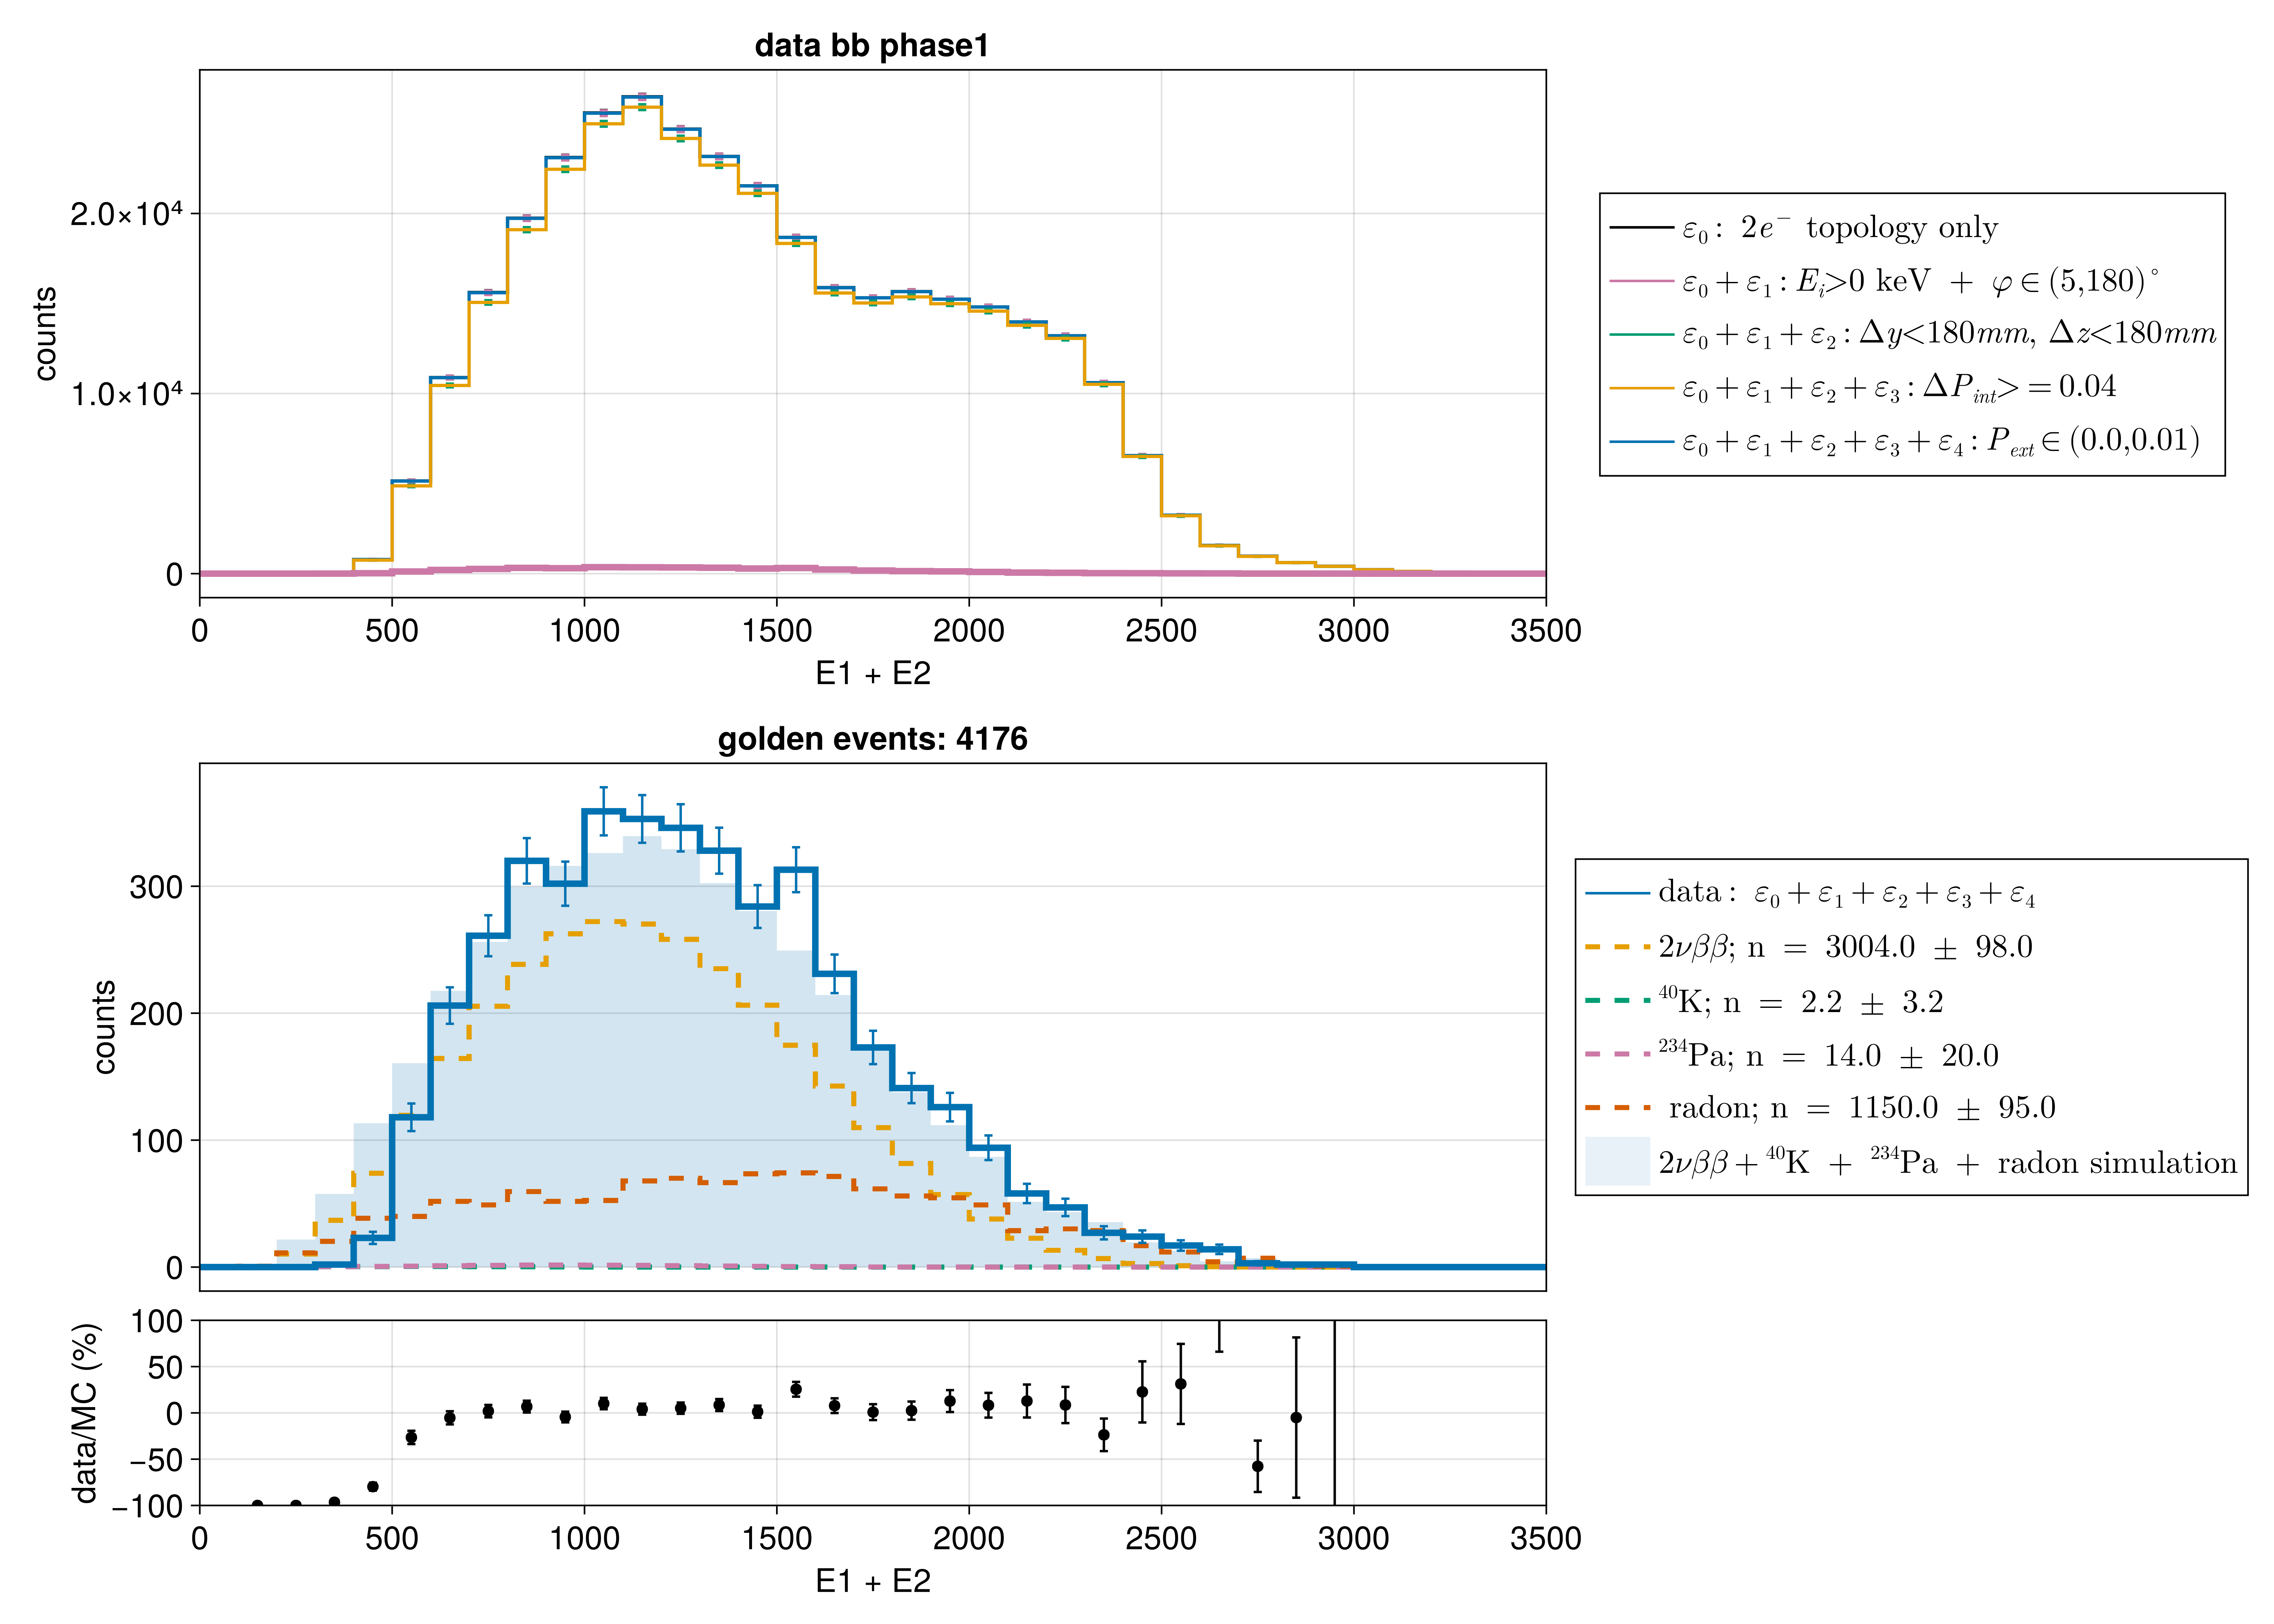 data bb phase1
counts
2.0×10⁴
1.0×10⁴
0
0 500 1000 1500 2000 2500 3000 3500
E1 + E2
ε₀ : 2e⁻ topology only
ε₀ + ε₁ : Eᵢ>0 keV + φ ∈ (5,180)°
ε₀ + ε₁ + ε₂ : Δy<180mm, Δz<180mm
ε₀ + ε₁ + ε₂ + ε₃ : ΔP_int> = 0.04
ε₀ + ε₁ + ε₂ + ε₃ + ε₄ : P_ext ∈ (0.0,0.01)
golden events: 4176
counts
300
200
100
0
data : ε₀ + ε₁ + ε₂ + ε₃ + ε₄
2νββ; n = 3004.0 ± 98.0
⁴⁰K; n = 2.2 ± 3.2
²³⁴Pa; n = 14.0 ± 20.0
radon; n = 1150.0 ± 95.0
2νββ + ⁴⁰K + ²³⁴Pa + radon simulation
data/MC (%)
100
50
0
−50
−100
0 500 1000 1500 2000 2500 3000 3500
E1 + E2